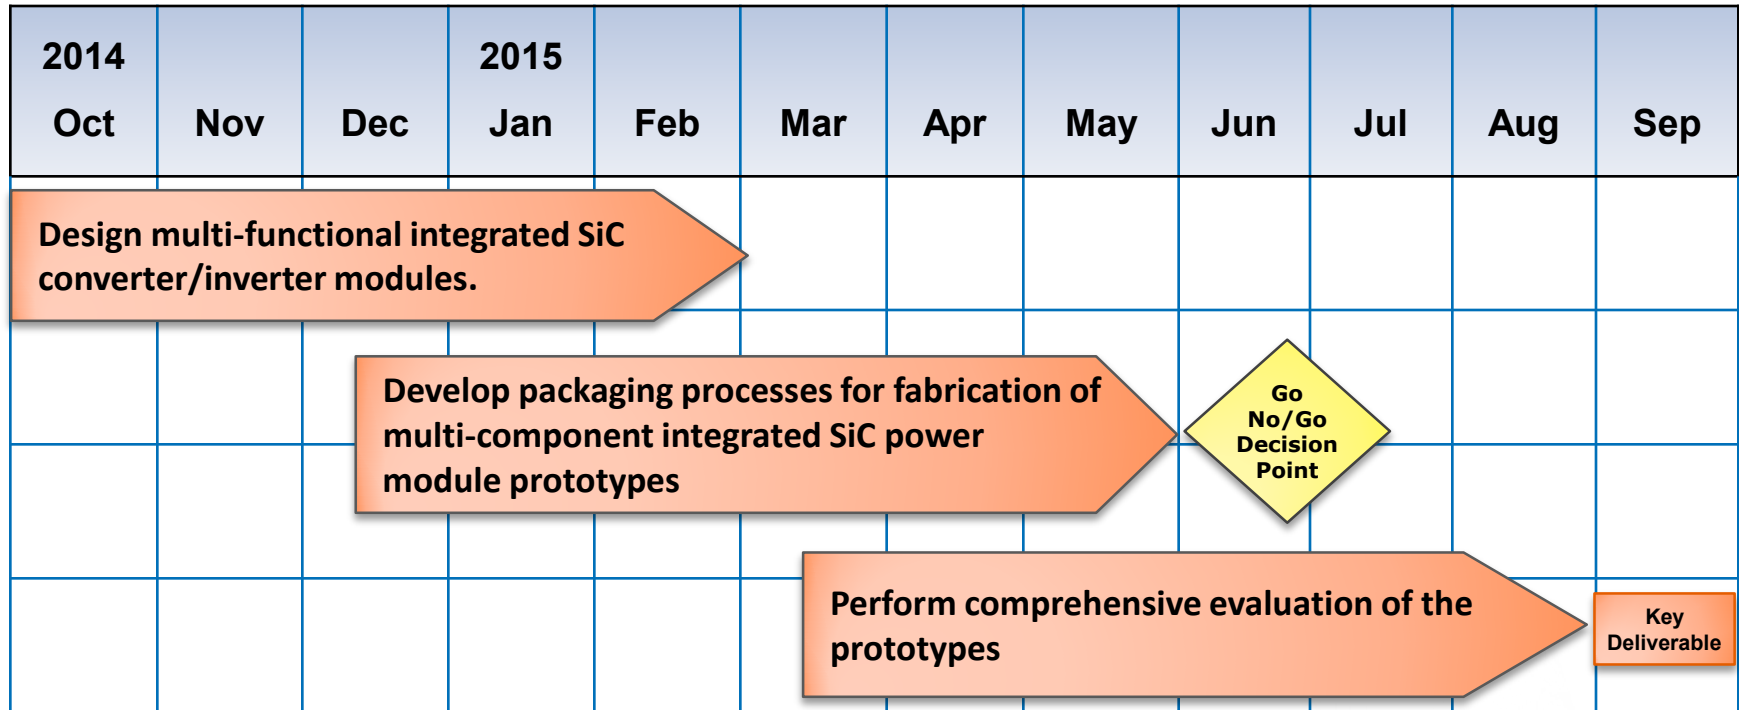 2014
2015
Oct Nov Dec Jan Feb Mar Apr May Jun Jul Aug Sep
Design multi-functional integrated SiC
converter/inverter modules.
Develop packaging processes for fabrication of
multi-component integrated SiC power
module prototypes
Go
No/Go
Decision
Point
Perform comprehensive evaluation of the
prototypes
Key
Deliverable